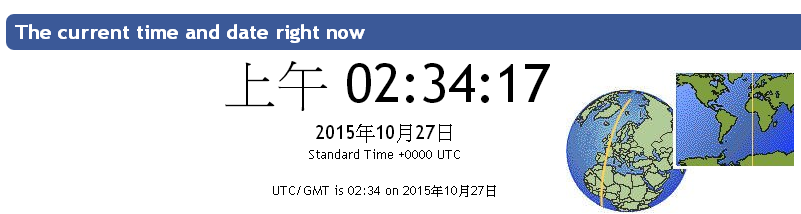 The current time and date right now
上午 02:34:17
2015年10月27日
Standard Time +0000 UTC
UTC/GMT is 02:34 on 2015年10月27日